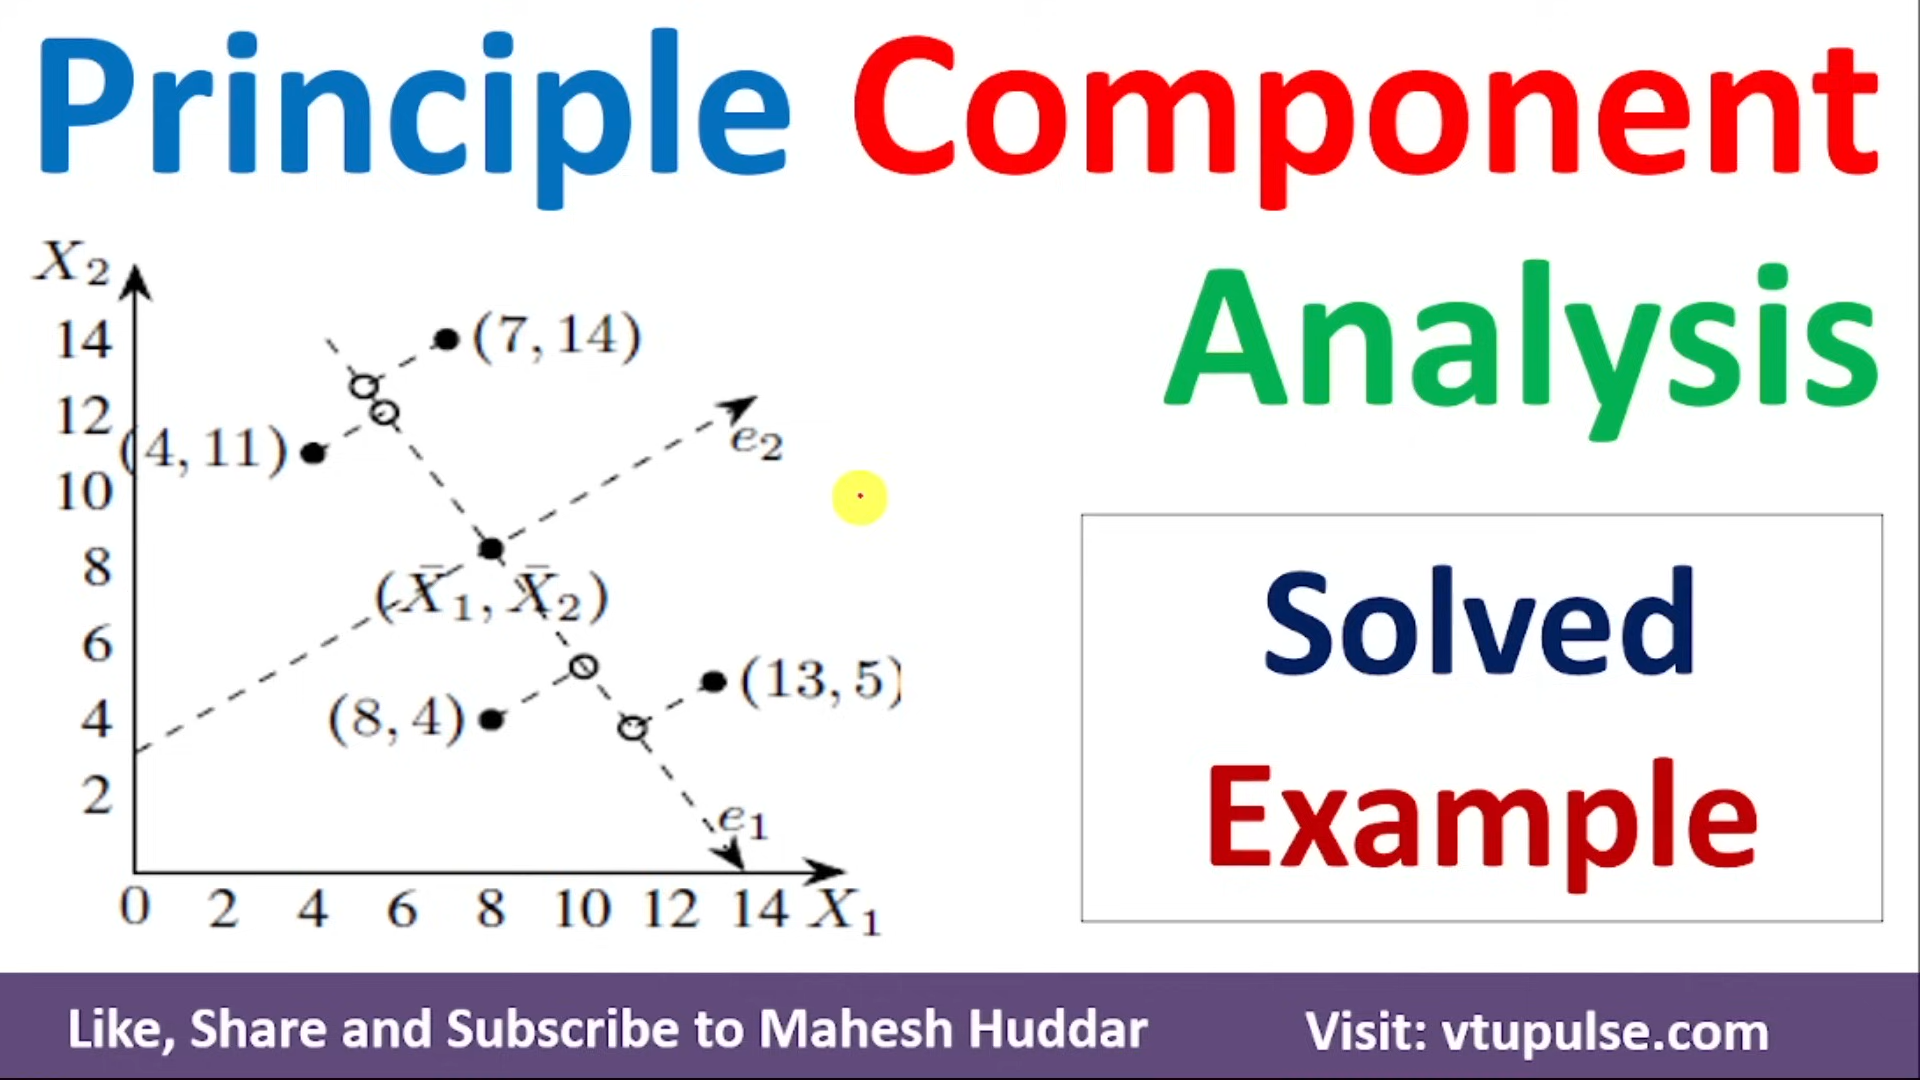 Principle Component
Analysis
X2
14
12
10
8
6
4
2
(7, 14)
(4, 11)
e2
(X̄1, X̄2)
(13, 5)
(8, 4)
e1
0 2 4 6 8 10 12 14 X1
Solved
Example
Like, Share and Subscribe to Mahesh Huddar
Visit: vtupulse.com